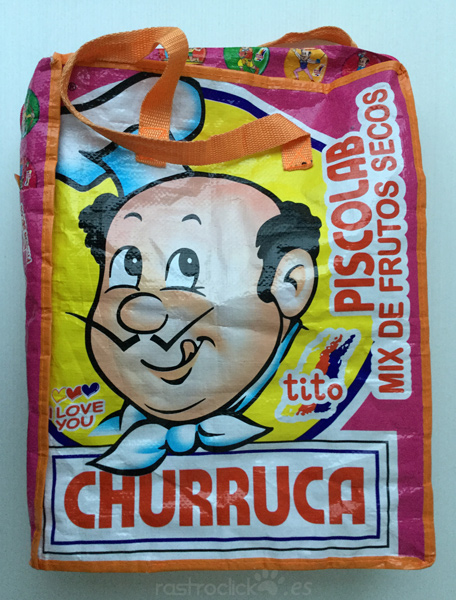 PISCOLAB
MIX DE FRUTOS SECOS
tito
I LOVE
YOU
CHURRUCA
rastroclick.es